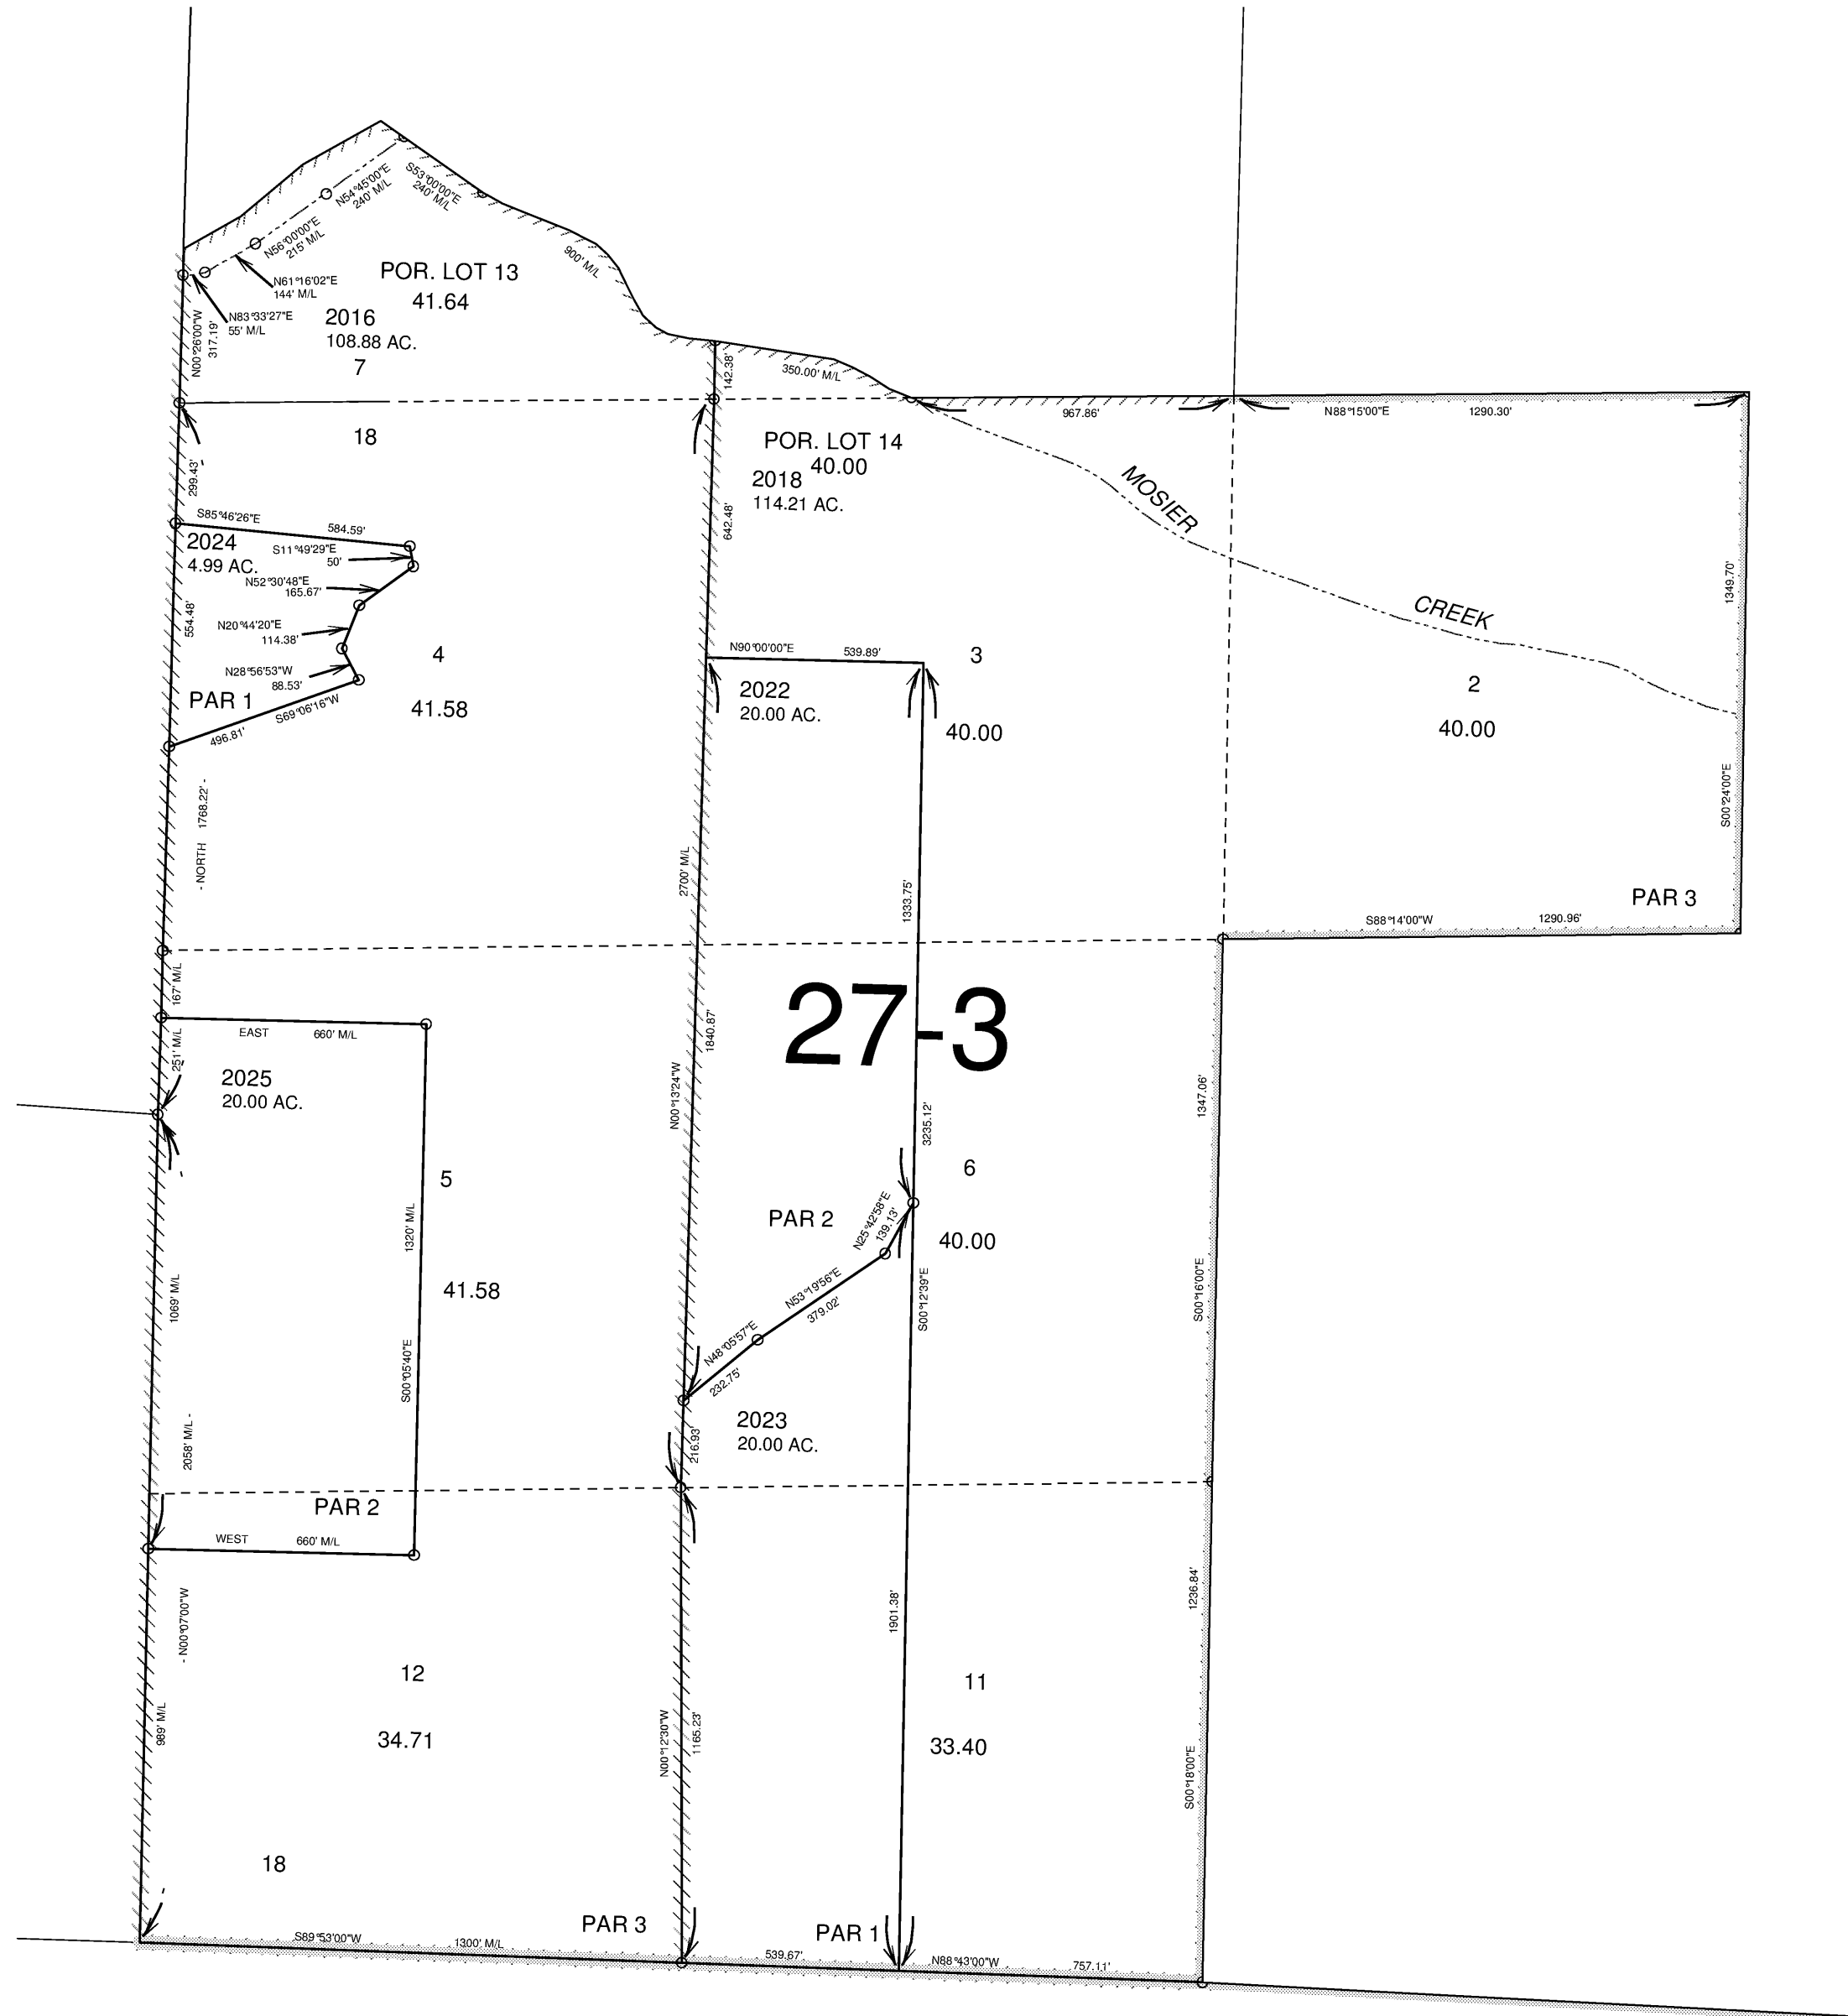 N54°45'00"E
240' M/L
S53°00'00"E
240' M/L
N56°00'00"E
215' M/L
900' M/L
POR. LOT 13
41.64
N61°16'02"E
144' M/L
N83°33'27"E
55' M/L
N00°26'00"W
317.19'
2016
108.88 AC.
7
142.38'
350.00' M/L
967.86'
N88°15'00"E
1290.30'
18
299.43'
POR. LOT 14
40.00
2018
114.21 AC.
642.48'
MOSIER
CREEK
S85°46'26"E
584.59'
2024
4.99 AC.
S11°49'29"E
50'
N52°30'48"E
165.67'
554.48'
N20°44'20"E
114.38'
N28°56'53"W
88.53'
PAR 1
S69°06'16"W
496.81'
4
41.58
N90°00'00"E
539.89'
3
2022
20.00 AC.
40.00
2
40.00
1349.70'
S00°24'00"E
- NORTH 1768.22' -
2700' M/L
1333.75'
PAR 3
S88°14'00"W
1290.96'
167' M/L
27-3
EAST
660' M/L
251' M/L
1840.87'
2025
20.00 AC.
N00°13'24"W
3235.12'
1347.06'
5
6
1320' M/L
PAR 2
N25°42'58"E
139.13'
40.00
41.58
1069' M/L
N53°19'56"E
379.02'
S00°12'39"E
S00°16'00"E
N48°05'57"E
232.75'
S00°05'40"E
2058' M/L -
2023
20.00 AC.
216.93'
PAR 2
WEST
660' M/L
- N00°07'00"W
1901.38'
1236.84'
12
11
989' M/L
34.71
N00°12'30"W
1165.23'
33.40
S00°18'00"E
18
PAR 3
PAR 1
S89°53'00"W
1300' M/L
539.67'
N88°43'00"W
757.11'